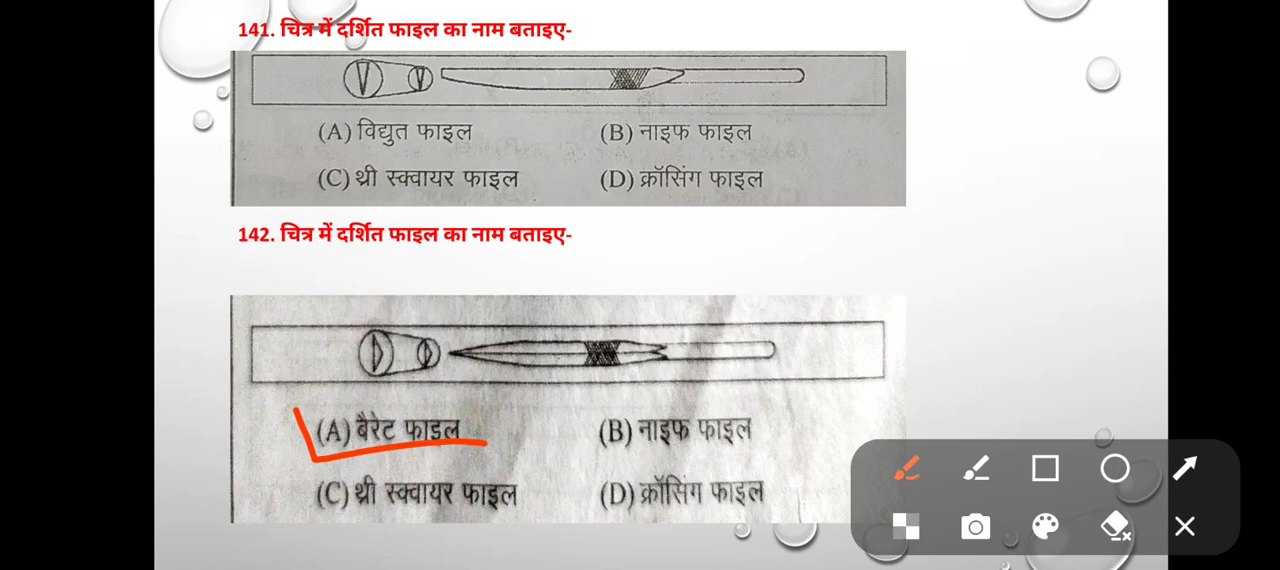 141. चित्र में दर्शित फाइल का नाम बताइए-
(A) विद्युत फाइल (B) नाइफ फाइल
(C) थ्री स्क्वायर फाइल (D) क्रॉसिंग फाइल
142. चित्र में दर्शित फाइल का नाम बताइए-
(A) बैरेट फाइल (B) नाइफ फाइल
(C) थ्री स्क्वायर फाइल (D) क्रॉसिंग फाइल